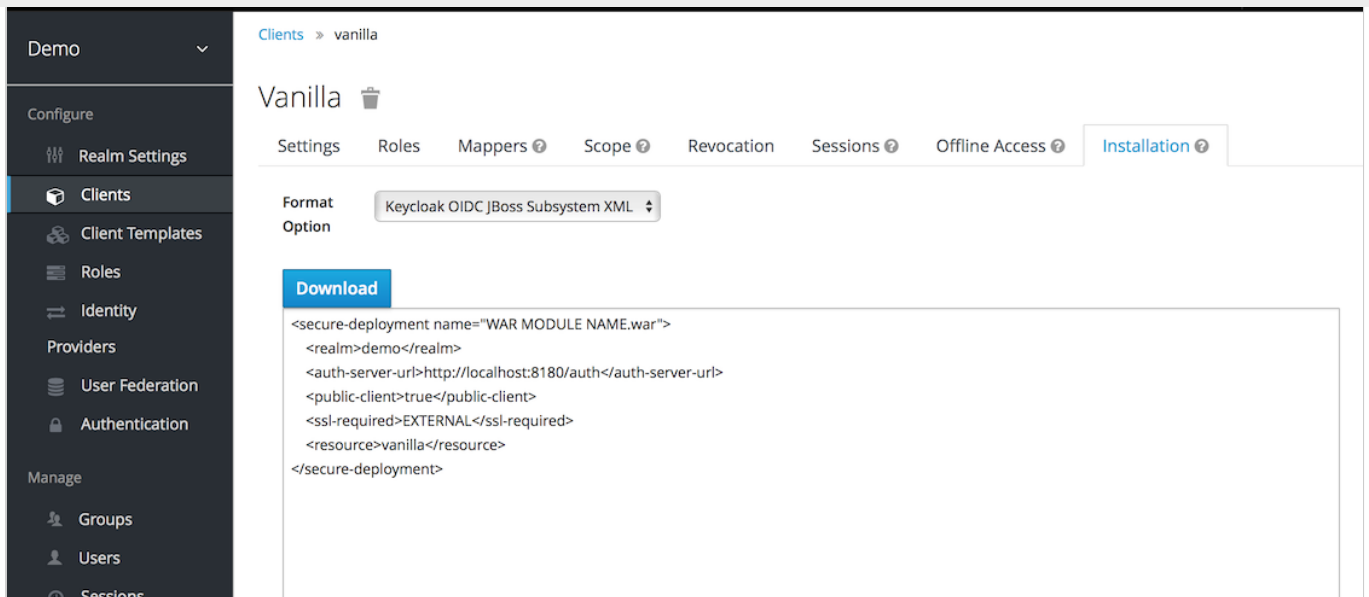 Demo
Configure
Realm Settings
Clients
Client Templates
Roles
Identity
Providers
User Federation
Authentication
Manage
Groups
Users
Sessions
Clients » vanilla
Vanilla
Settings Roles Mappers Scope Revocation Sessions Offline Access Installation
Format
Option
Keycloak OIDC JBoss Subsystem XML
Download
<secure-deployment name="WAR MODULE NAME.war">
<realm>demo</realm>
<auth-server-url>http://localhost:8180/auth</auth-server-url>
<public-client>true</public-client>
<ssl-required>EXTERNAL</ssl-required>
<resource>vanilla</resource>
</secure-deployment>